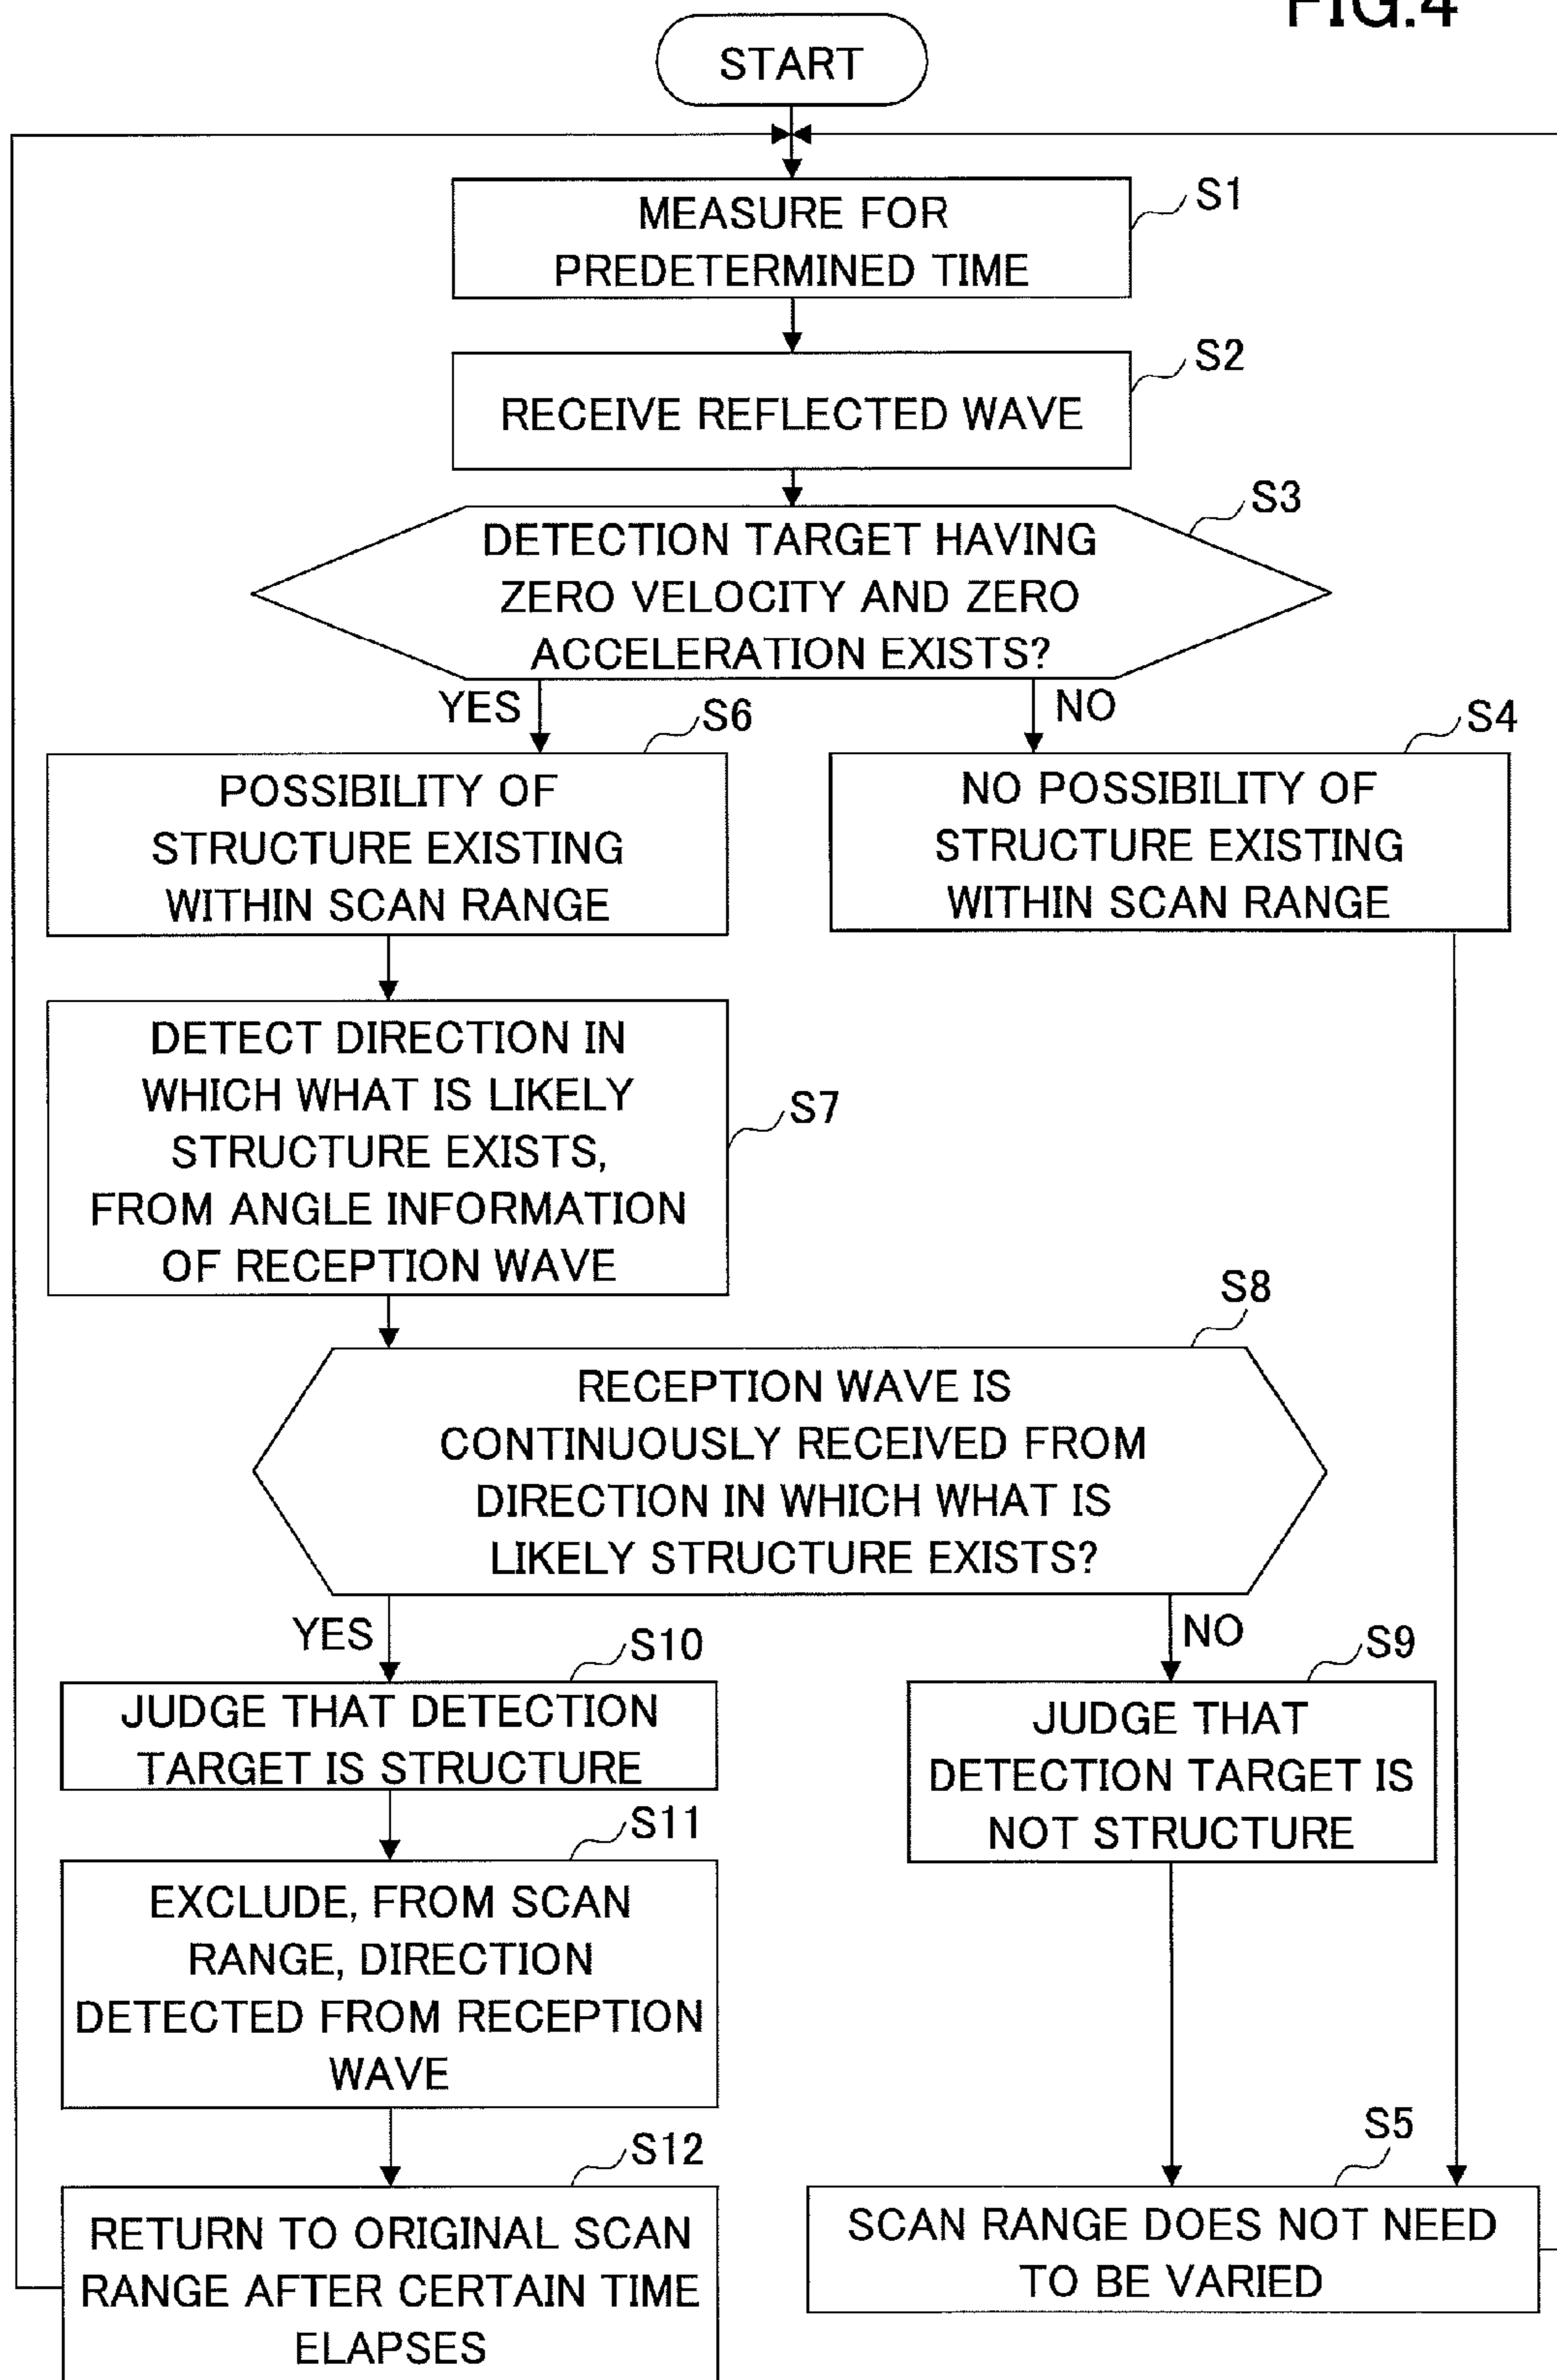 FIG.4
START
MEASURE FOR
PREDETERMINED TIME
S1
RECEIVE REFLECTED WAVE
S2
DETECTION TARGET HAVING
ZERO VELOCITY AND ZERO
ACCELERATION EXISTS?
S3
YES
NO
S6
POSSIBILITY OF
STRUCTURE EXISTING
WITHIN SCAN RANGE
S4
NO POSSIBILITY OF
STRUCTURE EXISTING
WITHIN SCAN RANGE
DETECT DIRECTION IN
WHICH WHAT IS LIKELY
STRUCTURE EXISTS,
FROM ANGLE INFORMATION
OF RECEPTION WAVE
S7
S8
RECEPTION WAVE IS
CONTINUOUSLY RECEIVED FROM
DIRECTION IN WHICH WHAT IS
LIKELY STRUCTURE EXISTS?
YES
NO
S10
JUDGE THAT DETECTION
TARGET IS STRUCTURE
S9
JUDGE THAT
DETECTION TARGET IS
NOT STRUCTURE
S11
EXCLUDE, FROM SCAN
RANGE, DIRECTION
DETECTED FROM RECEPTION
WAVE
S12
RETURN TO ORIGINAL SCAN
RANGE AFTER CERTAIN TIME
ELAPSES
S5
SCAN RANGE DOES NOT NEED
TO BE VARIED